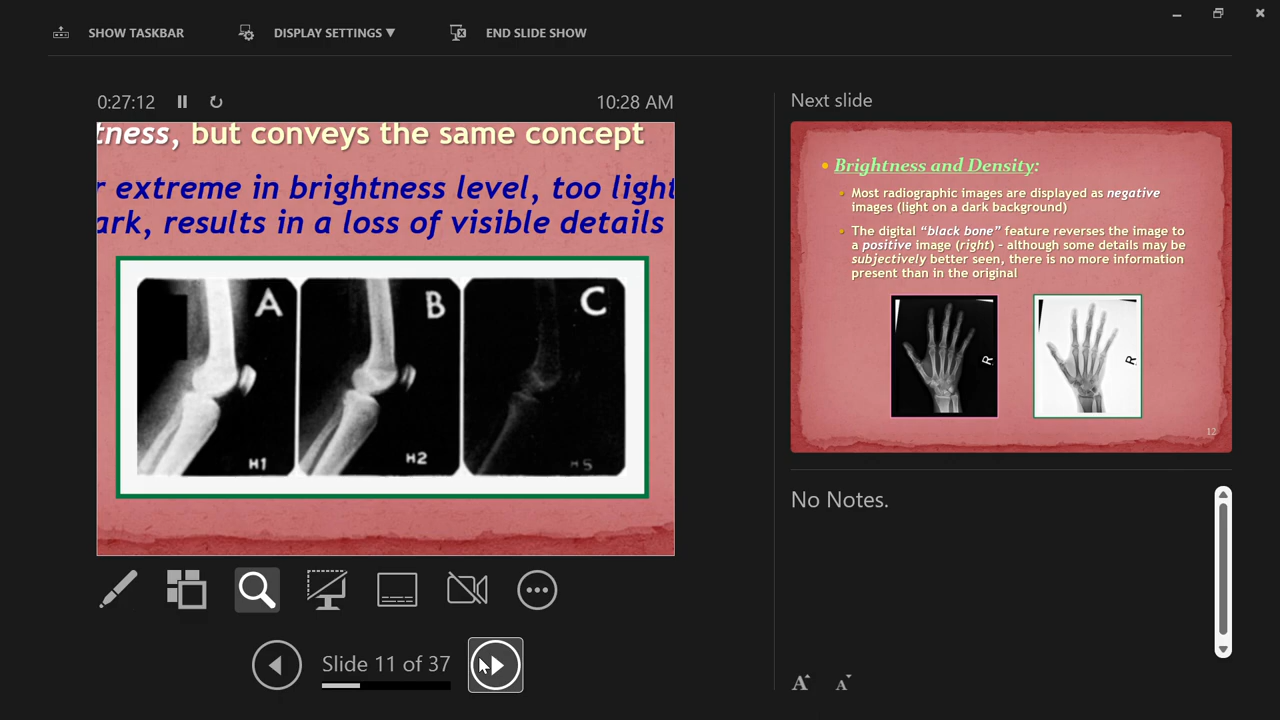 SHOW TASKBAR
DISPLAY SETTINGS ▼
END SLIDE SHOW
0:27:12
10:28 AM
tness, but conveys the same concept
r extreme in brightness level, too light
ark, results in a loss of visible details
A
B
C
H1
H2
H5
Slide 11 of 37
Next slide
Brightness and Density:
Most radiographic images are displayed as negative
images (light on a dark background)
The digital “black bone” feature reverses the image to
a positive image (right) – although some details may be
subjectively better seen, there is no more information
present than in the original
R
R
12
No Notes.
A
A